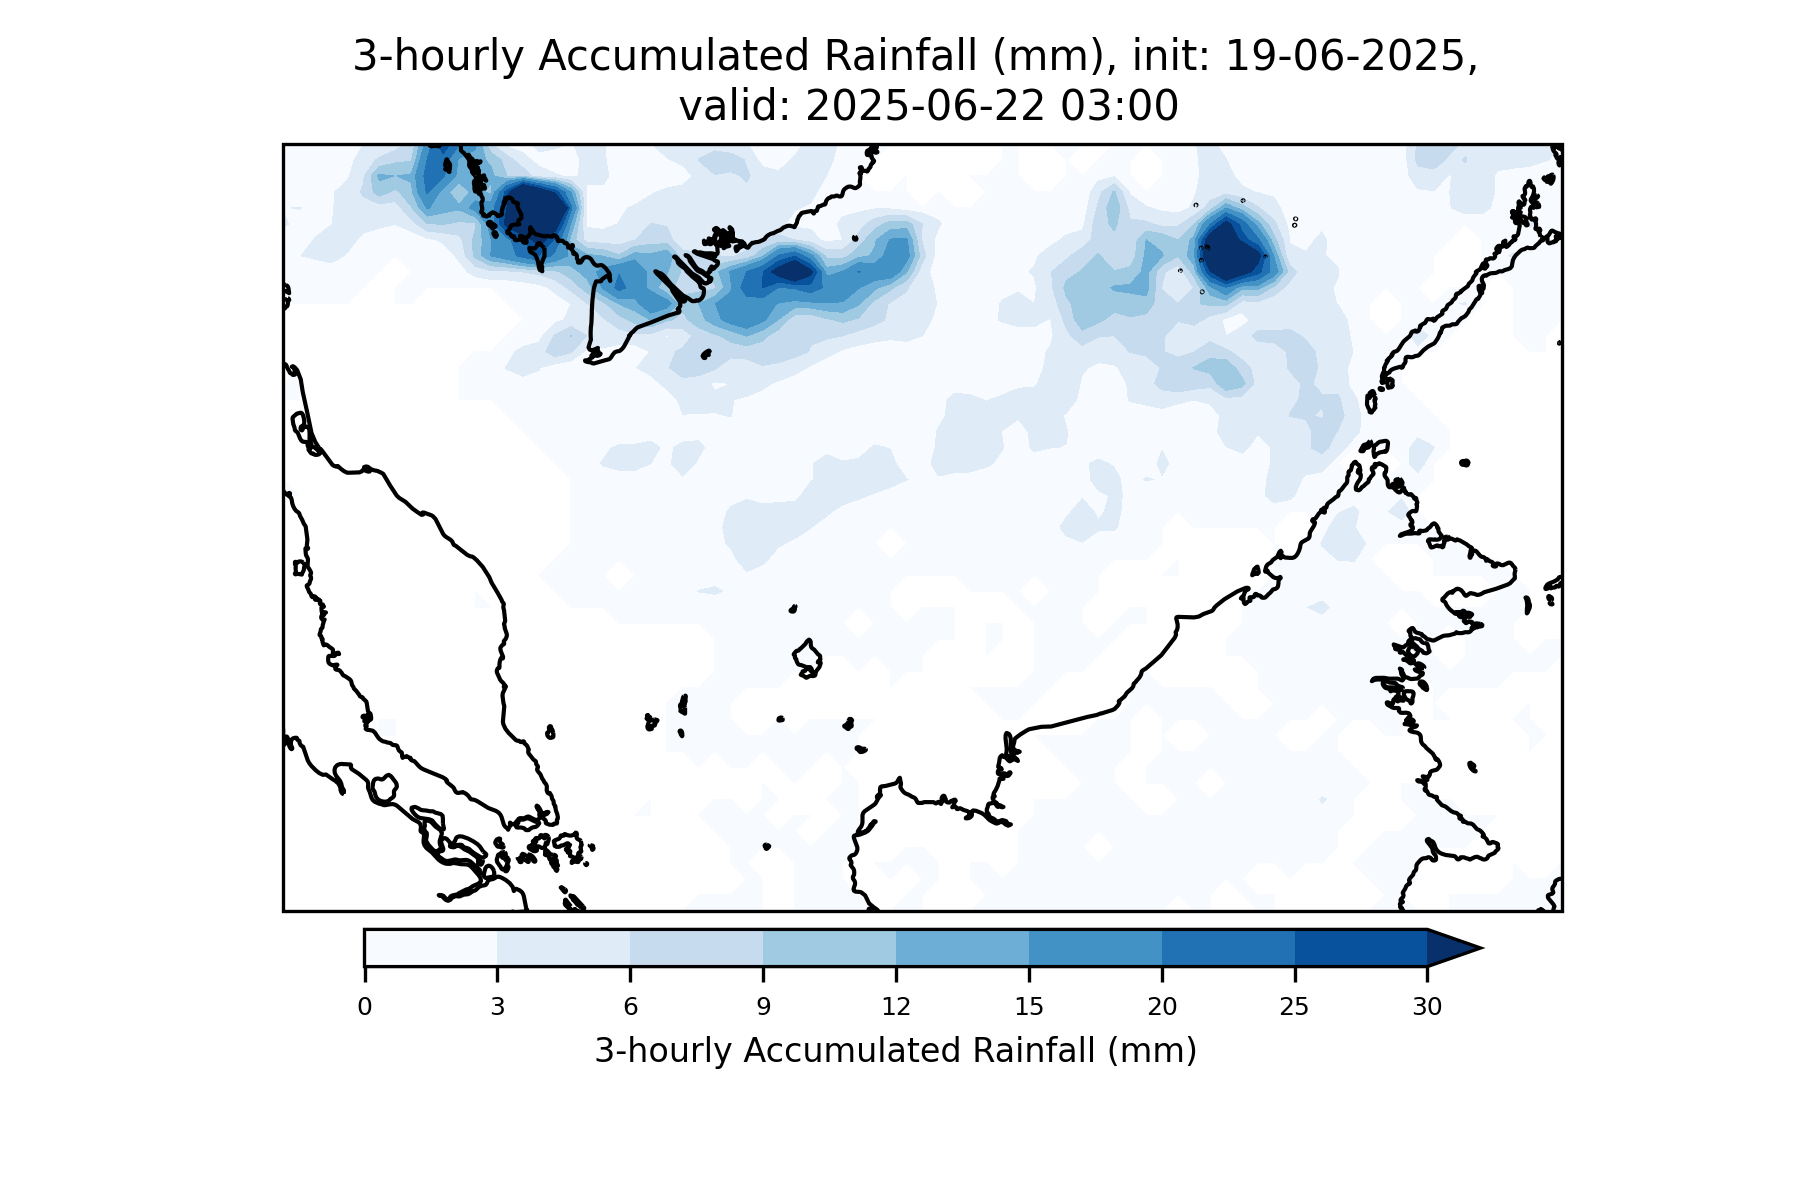 3-hourly Accumulated Rainfall (mm), init: 19-06-2025,
valid: 2025-06-22 03:00
0 3 6 9 12 15 20 25 30
3-hourly Accumulated Rainfall (mm)